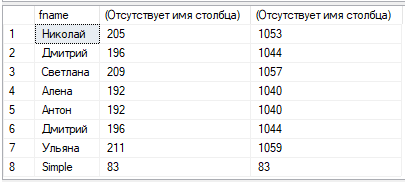 fname (Отсутствует имя столбца) (Отсутствует имя столбца)
1 Николай 205 1053
2 Дмитрий 196 1044
3 Светлана 209 1057
4 Алена 192 1040
5 Антон 192 1040
6 Дмитрий 196 1044
7 Ульяна 211 1059
8 Simple 83 83